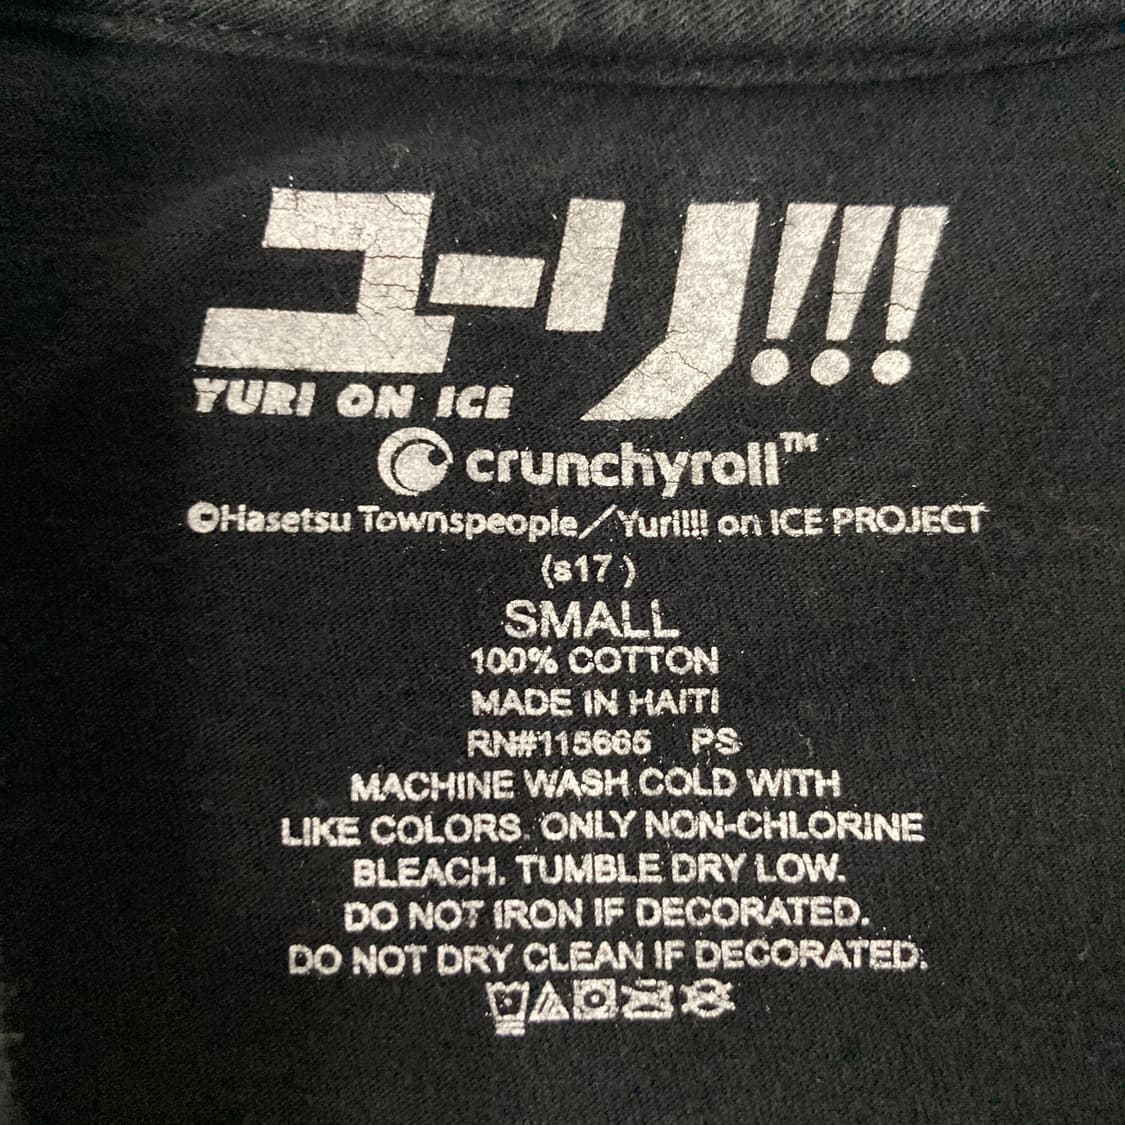 ユーリ!!!
YURI ON ICE
crunchyroll™
©Hasetsu Townspeople／Yuri!!! on ICE PROJECT
(s17 )
SMALL
100% COTTON
MADE IN HAITI
RN#115665 PS
MACHINE WASH COLD WITH
LIKE COLORS. ONLY NON-CHLORINE
BLEACH. TUMBLE DRY LOW.
DO NOT IRON IF DECORATED.
DO NOT DRY CLEAN IF DECORATED.